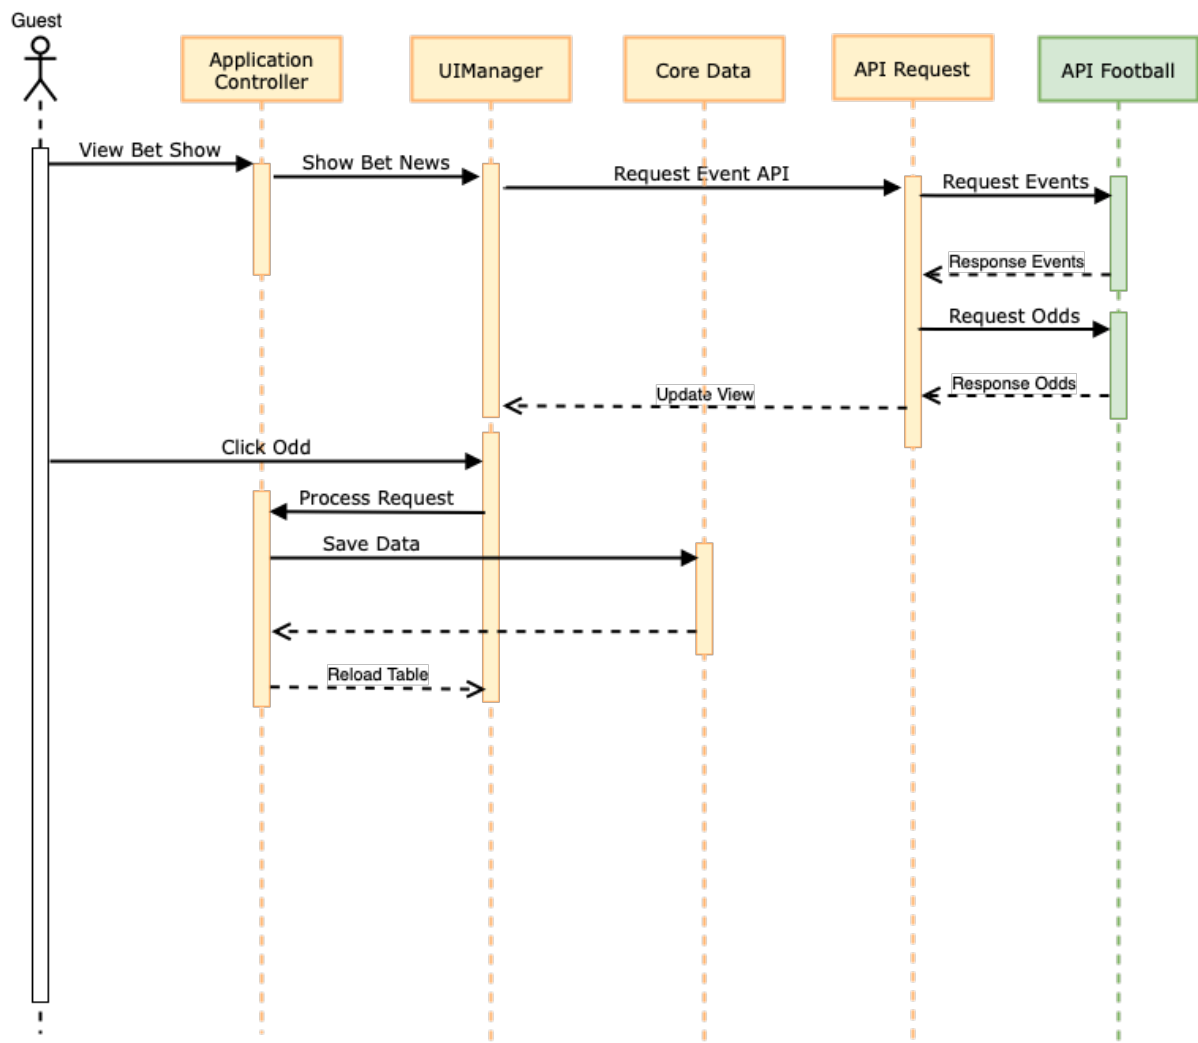 Guest
Application
Controller
UIManager
Core Data
API Request
API Football
View Bet Show
Show Bet News
Request Event API
Request Events
Response Events
Request Odds
Response Odds
Update View
Click Odd
Process Request
Save Data
Reload Table